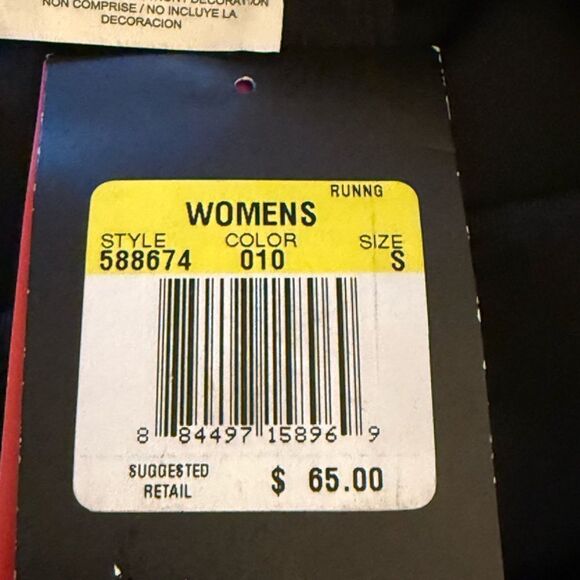 NON COMPRISE / NO INCLUYE LA
DECORACION
RUNNG
WOMENS
STYLE COLOR SIZE
588674 010 S
8 84497 15896 9
SUGGESTED
RETAIL
$ 65.00